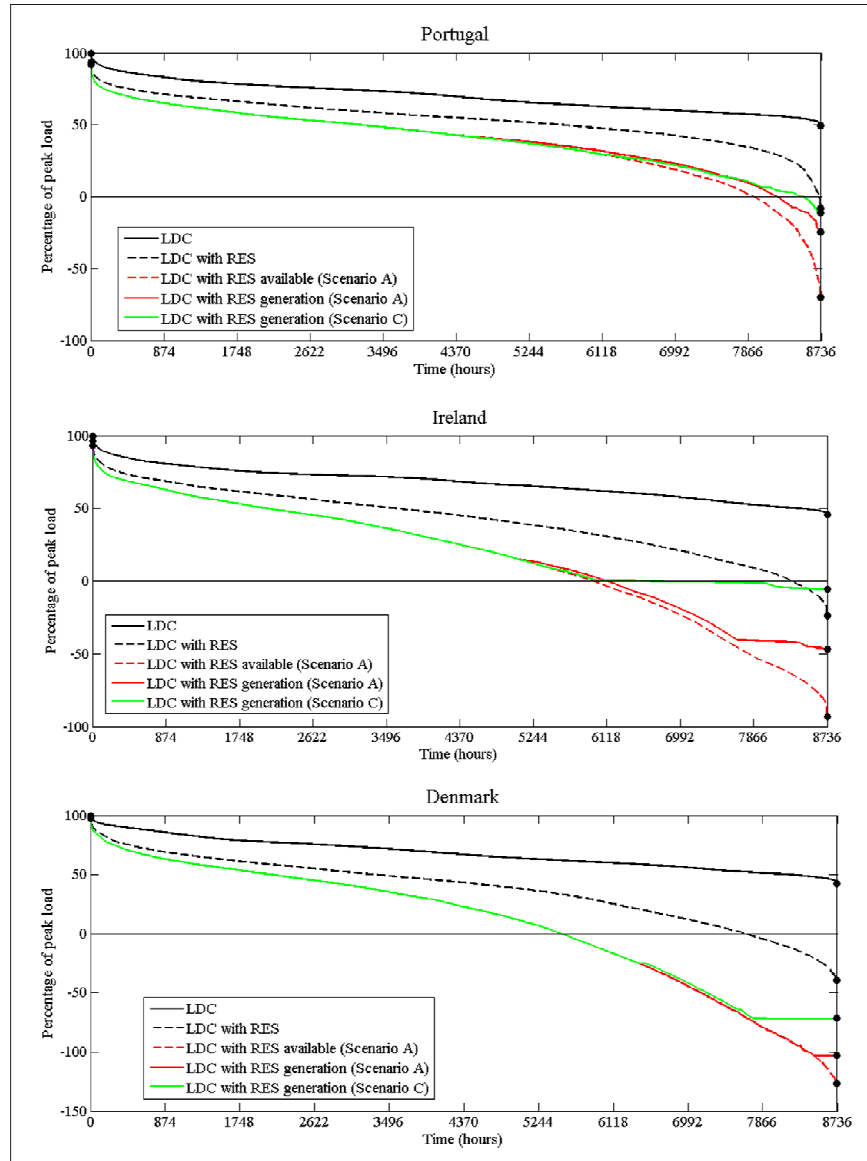 Portugal
100
50
0
-50
-100
Percentage of peak load
LDC
LDC with RES
LDC with RES available (Scenario A)
LDC with RES generation (Scenario A)
LDC with RES generation (Scenario C)
0 874 1748 2622 3496 4370 5244 6118 6992 7866 8736
Time (hours)
Ireland
100
50
0
-50
-100
Percentage of peak load
LDC
LDC with RES
LDC with RES available (Scenario A)
LDC with RES generation (Scenario A)
LDC with RES generation (Scenario C)
0 874 1748 2622 3496 4370 5244 6118 6992 7866 8736
Time (hours)
Denmark
100
50
0
-50
-100
-150
Percentage of peak load
LDC
LDC with RES
LDC with RES available (Scenario A)
LDC with RES generation (Scenario A)
LDC with RES generation (Scenario C)
0 874 1748 2622 3496 4370 5244 6118 6992 7866 8736
Time (hours)